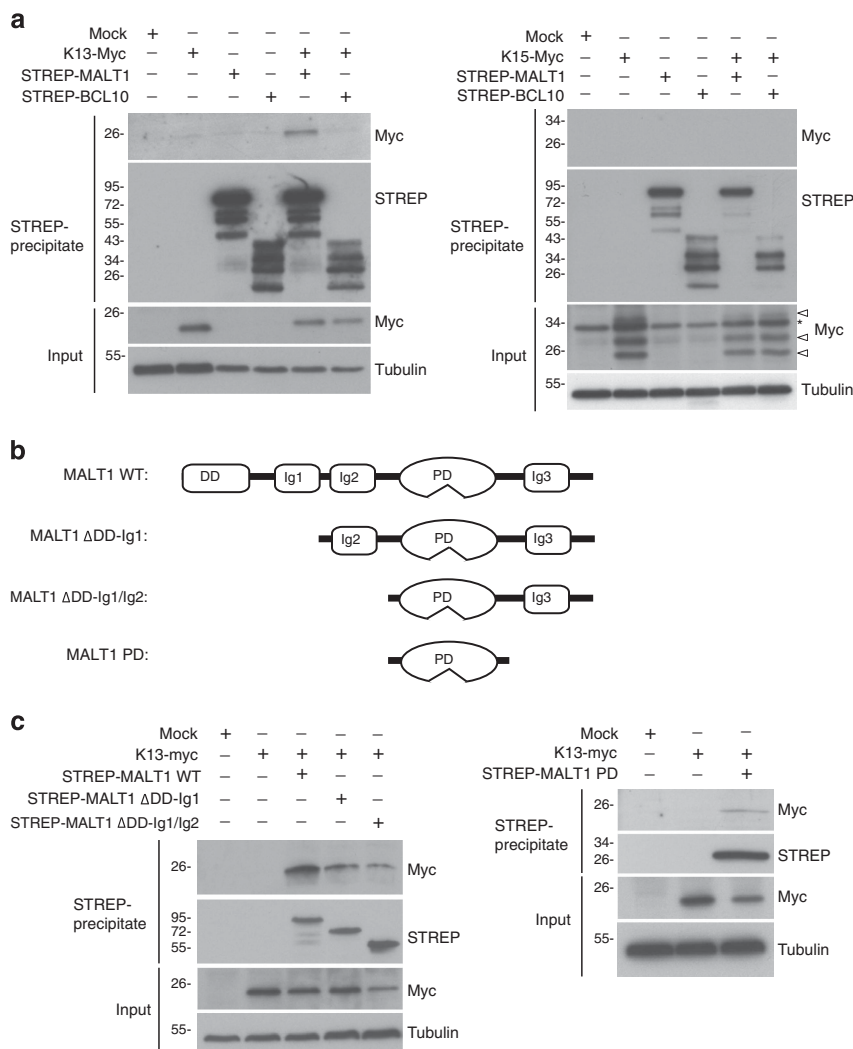 a
Mock + – – – – –
K13-Myc – + – – + +
STREP-MALT1 – – + – + –
STREP-BCL10 – – – + – +
26- Myc
STREP-precipitate
95-
72-
55-
43-
34-
26-
STREP
26- Myc
Input
55- Tubulin
Mock + – – – – –
K15-Myc – + – – + +
STREP-MALT1 – – + – + –
STREP-BCL10 – – – + – +
34-
26-
Myc
STREP-precipitate
95-
72-
55-
43-
34-
26-
STREP
34-
26-
* Myc
Input
55- Tubulin
b
MALT1 WT: DD Ig1 Ig2 PD Ig3
MALT1 ΔDD-Ig1: Ig2 PD Ig3
MALT1 ΔDD-Ig1/Ig2: PD Ig3
MALT1 PD: PD
c
Mock + – – – –
K13-myc – + + + +
STREP-MALT1 WT – – + – –
STREP-MALT1 ΔDD-Ig1 – – – + –
STREP-MALT1 ΔDD-Ig1/Ig2 – – – – +
26- Myc
STREP-precipitate
95-
72-
55-
STREP
26- Myc
Input
55- Tubulin
Mock + – –
K13-myc – + +
STREP-MALT1 PD – – +
26- Myc
STREP-precipitate
34-
26-
STREP
26- Myc
Input
55- Tubulin